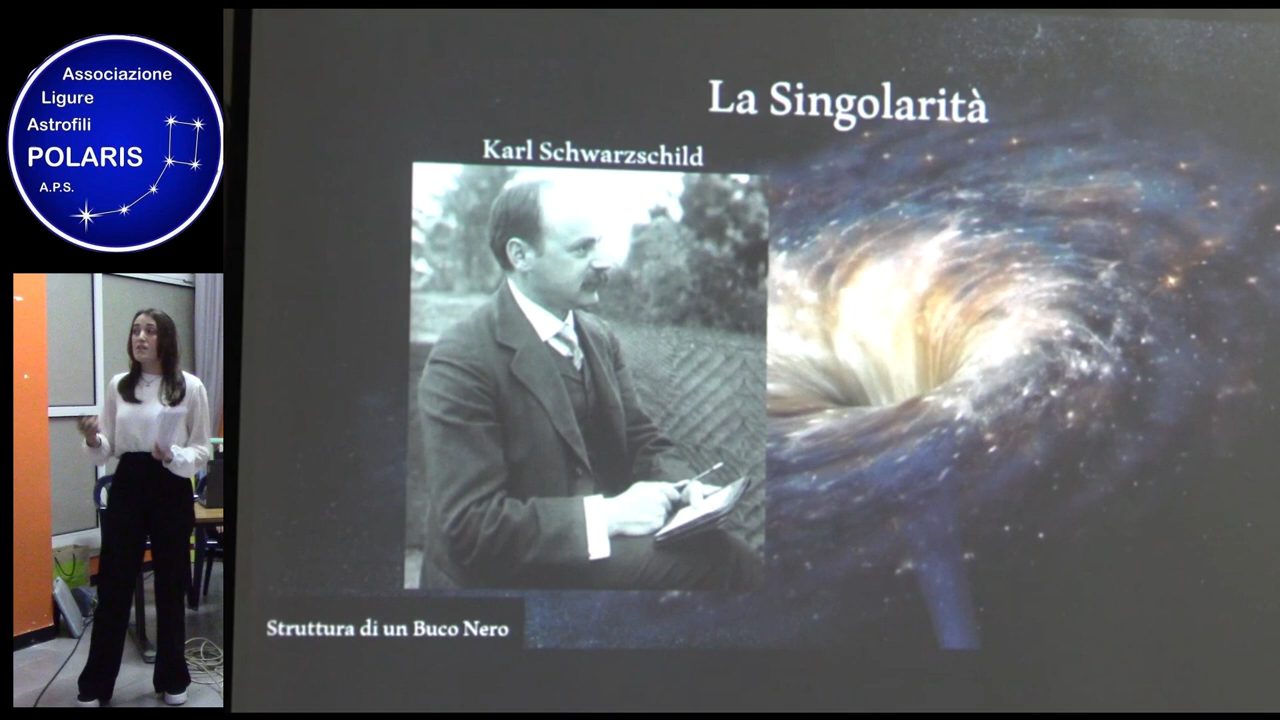 Associazione
Ligure
Astrofili
POLARIS
A.P.S.
La Singolarità
Karl Schwarzschild
Struttura di un Buco Nero